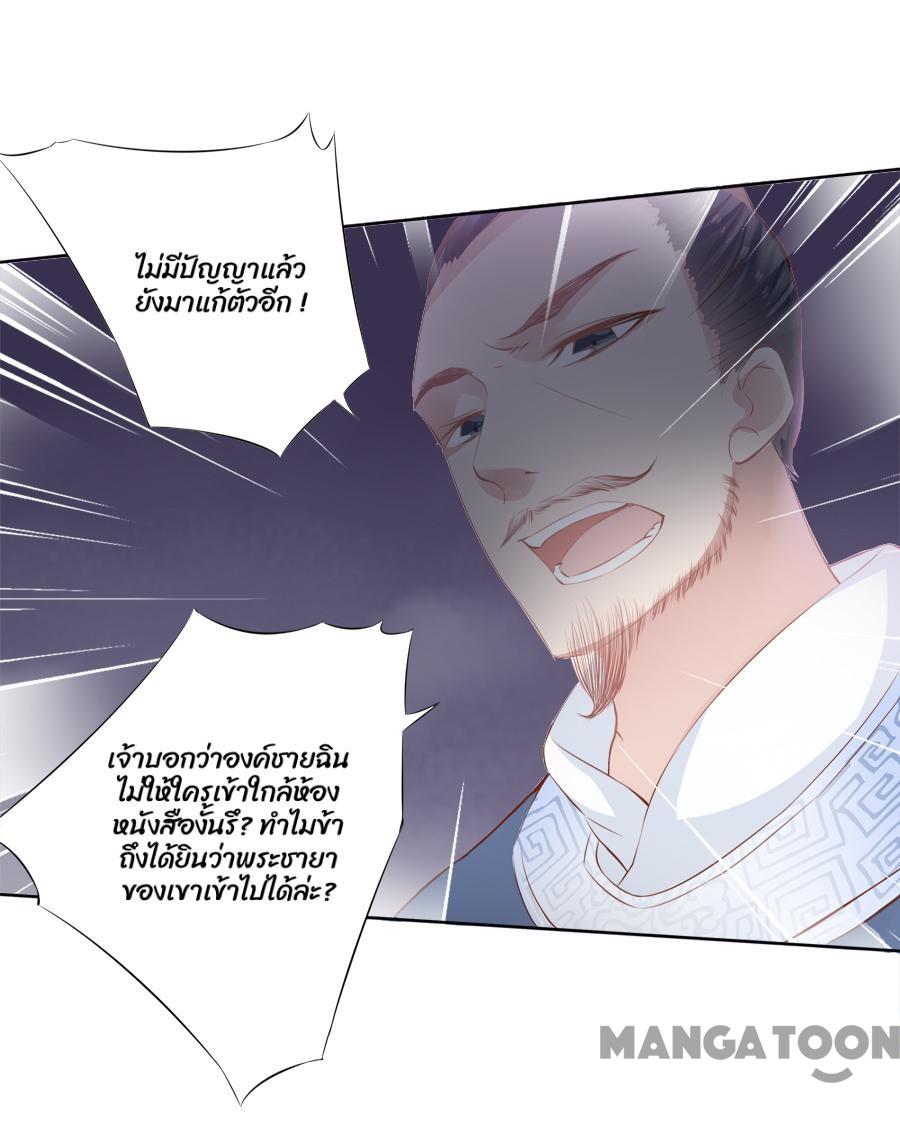 ไม่มีปัญญาแล้ว
ยังมาแก้ตัวอีก !
เจ้าบอกว่าองค์ชายฉิน
ไม่ให้ใครเข้าใกล้ห้อง
หนังสืองั้นรึ? ทำไมข้า
ถึงได้ยินว่าพระชายา
ของเขาเข้าไปได้ล่ะ?
MANGATOON